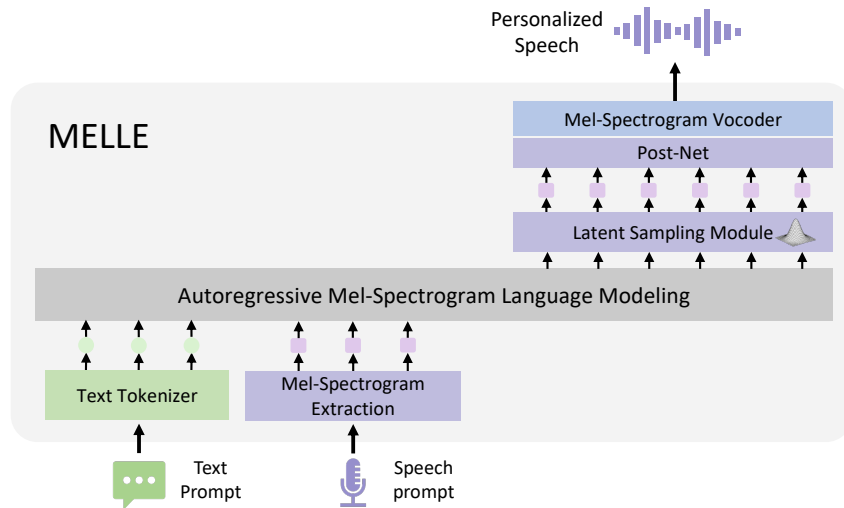 Personalized
Speech
MELLE
Mel-Spectrogram Vocoder
Post-Net
Latent Sampling Module
Autoregressive Mel-Spectrogram Language Modeling
Text Tokenizer
Mel-Spectrogram
Extraction
Text
Prompt
Speech
prompt